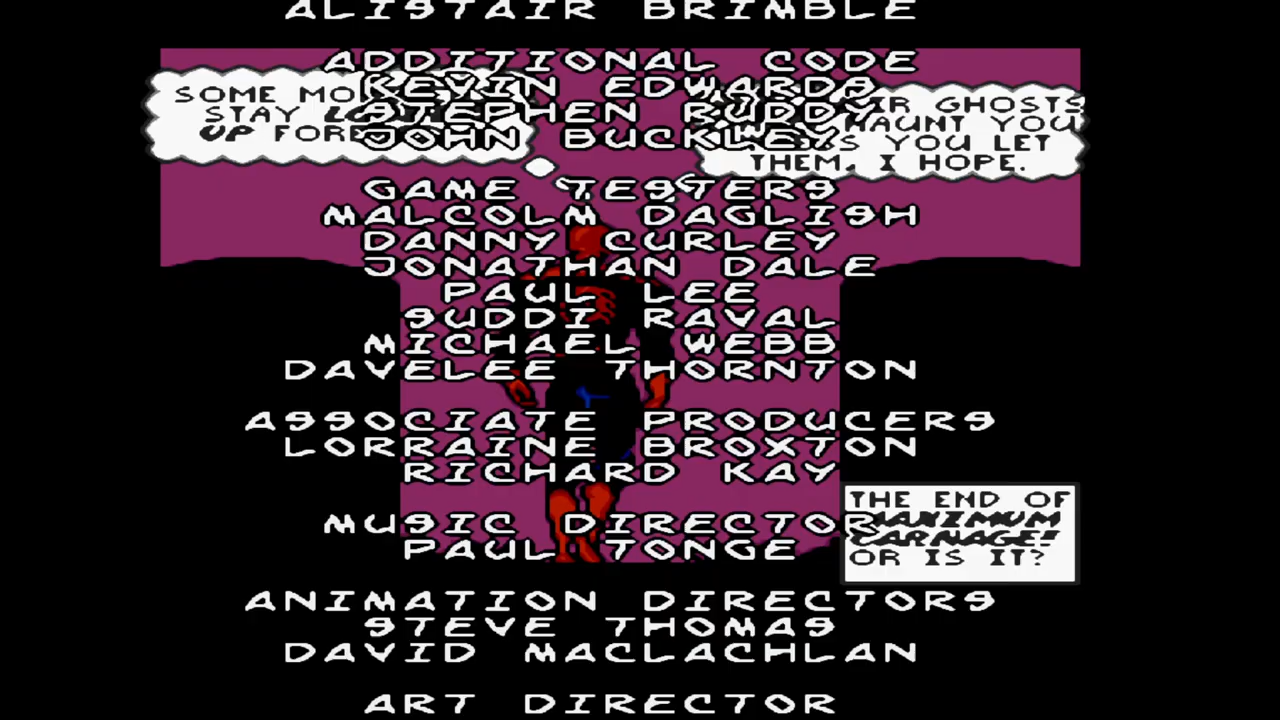 ALISTAIR BRIMBLE
ADDITIONAL CODE
KEVIN EDWARDS
STEPHEN RUDDY
JOHN BUCKLEY
SOME MO
STAY
UP FORE
GHOSTS
HAUNT YOU
YOU LET
THEM, I HOPE.
GAME TESTERS
MALCOLM DAGLISH
DANNY CURLEY
JONATHAN DALE
PAUL LEE
SUDDI RAVAL
MICHAEL WEBB
DAVELEE THORNTON
ASSOCIATE PRODUCERS
LORRAINE BROXTON
RICHARD KAY
MUSIC DIRECTOR
PAUL TONGE
THE END OF
MAXIMUM
CARNAGE!
OR IS IT?
ANIMATION DIRECTORS
STEVE THOMAS
DAVID MACLACHLAN
ART DIRECTOR